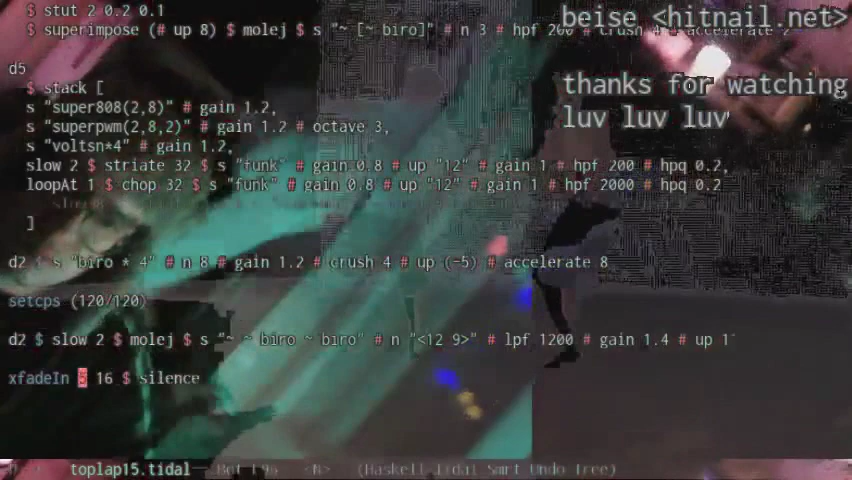 $ stut 2 0.2 0.1
$ superimpose (# up 8) $ molej $ s "~ [~ biro]" # n 3 # hpf 200 # crush 4 # accelerate 2
beise <hitnail.net>
thanks for watching
luv luv luv
d5
$ stack [
s "super808(2,8)" # gain 1.2,
s "superpwm(2,8,2)" # gain 1.2 # octave 3,
s "voltsn*4" # gain 1.2,
slow 2 $ striate 32 $ s "funk" # gain 0.8 # up "12" # gain 1 # hpf 200 # hpq 0.2,
loopAt 1 $ chop 32 $ s "funk" # gain 0.8 # up "12" # gain 1 # hpf 2000 # hpq 0.2
]
d2 $ s "biro * 4" # n 8 # gain 1.2 # crush 4 # up (-5) # accelerate 8
setcps (120/120)
d2 $ slow 2 $ molej $ s "~ ~ biro ~ biro" # n "<12 9>" # lpf 1200 # gain 1.4 # up 1
xfadeIn 5 16 $ silence
toplap15.tidal Bot <N> (Haskell Tidal Smrt Undo Tree)